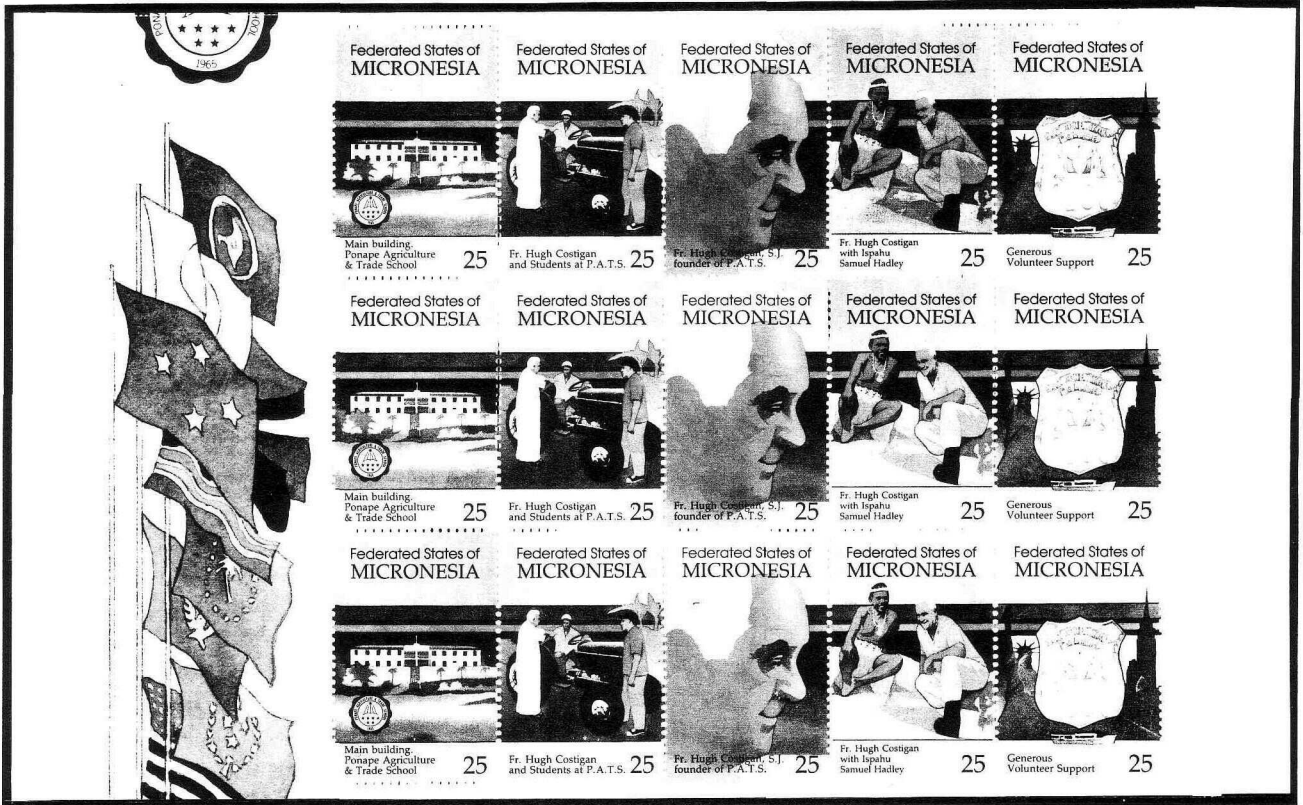 1965
Federated States of
MICRONESIA
Main building.
Ponape Agriculture
& Trade School 25
Federated States of
MICRONESIA
Fr. Hugh Costigan
and Students at P.A.T.S. 25
Federated States of
MICRONESIA
Fr. Hugh Costigan, S.J.
founder of P.A.T.S. 25
Federated States of
MICRONESIA
Fr. Hugh Costigan
with Ispahu
Samuel Hadley 25
Federated States of
MICRONESIA
Generous
Volunteer Support 25
Federated States of
MICRONESIA
Main building.
Ponape Agriculture
& Trade School 25
Federated States of
MICRONESIA
Fr. Hugh Costigan
and Students at P.A.T.S. 25
Federated States of
MICRONESIA
Fr. Hugh Costigan, S.J.
founder of P.A.T.S. 25
Federated States of
MICRONESIA
Fr. Hugh Costigan
with Ispahu
Samuel Hadley 25
Federated States of
MICRONESIA
Generous
Volunteer Support 25
Federated States of
MICRONESIA
Main building.
Ponape Agriculture
& Trade School 25
Federated States of
MICRONESIA
Fr. Hugh Costigan
and Students at P.A.T.S. 25
Federated States of
MICRONESIA
Fr. Hugh Costigan, S.J.
founder of P.A.T.S. 25
Federated States of
MICRONESIA
Fr. Hugh Costigan
with Ispahu
Samuel Hadley 25
Federated States of
MICRONESIA
Generous
Volunteer Support 25